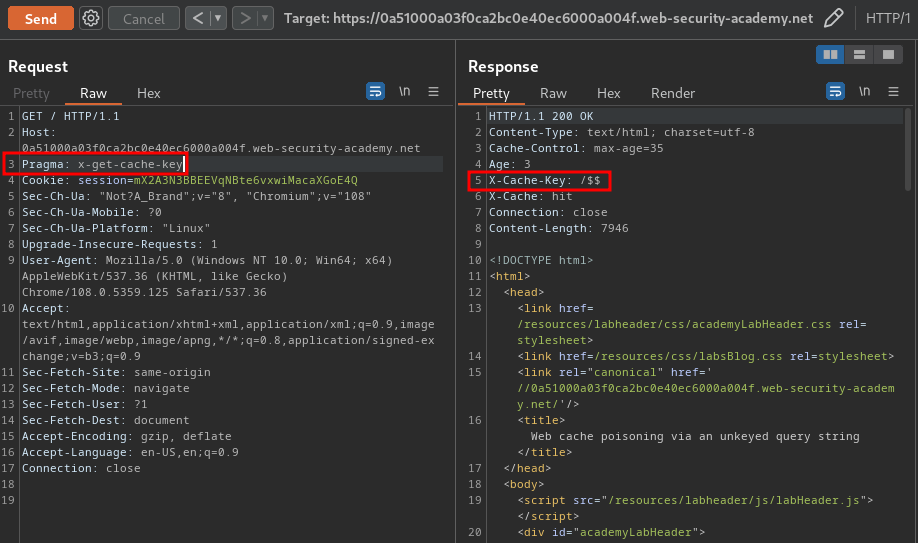 Send Cancel < ▾ > ▾ Target: https://0a51000a03f0ca2bc0e40ec6000a004f.web-security-academy.net HTTP/1
Request
Pretty Raw Hex \n
1 GET / HTTP/1.1
2 Host:
0a51000a03f0ca2bc0e40ec6000a004f.web-security-academy.net
3 Pragma: x-get-cache-key
4 Cookie: session=mX2A3N3BBEEVqNBte6vxwiMacaXGoE4Q
5 Sec-Ch-Ua: "Not?A_Brand";v="8", "Chromium";v="108"
6 Sec-Ch-Ua-Mobile: ?0
7 Sec-Ch-Ua-Platform: "Linux"
8 Upgrade-Insecure-Requests: 1
9 User-Agent: Mozilla/5.0 (Windows NT 10.0; Win64; x64)
AppleWebKit/537.36 (KHTML, like Gecko)
Chrome/108.0.5359.125 Safari/537.36
10 Accept:
text/html,application/xhtml+xml,application/xml;q=0.9,image
/avif,image/webp,image/apng,*/*;q=0.8,application/signed-ex
change;v=b3;q=0.9
11 Sec-Fetch-Site: same-origin
12 Sec-Fetch-Mode: navigate
13 Sec-Fetch-User: ?1
14 Sec-Fetch-Dest: document
15 Accept-Encoding: gzip, deflate
16 Accept-Language: en-US,en;q=0.9
17 Connection: close
18
19
Response
Pretty Raw Hex Render \n
1 HTTP/1.1 200 OK
2 Content-Type: text/html; charset=utf-8
3 Cache-Control: max-age=35
4 Age: 3
5 X-Cache-Key: /$$
6 X-Cache: hit
7 Connection: close
8 Content-Length: 7946
9
10 <!DOCTYPE html>
11 <html>
12 <head>
13 <link href=
/resources/labheader/css/academyLabHeader.css rel=
stylesheet>
14 <link href=/resources/css/labsBlog.css rel=stylesheet>
15 <link rel="canonical" href='
//0a51000a03f0ca2bc0e40ec6000a004f.web-security-academ
y.net/'/>
16 <title>
Web cache poisoning via an unkeyed query string
</title>
17 </head>
18 <body>
19 <script src="/resources/labheader/js/labHeader.js">
</script>
20 <div id="academyLabHeader">